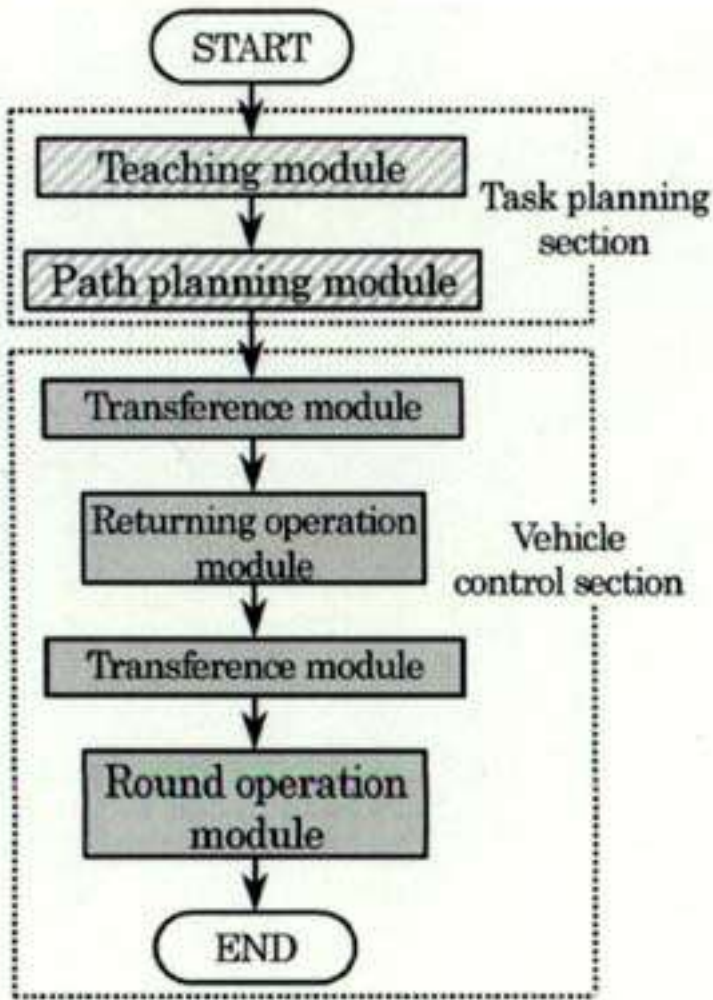 START
Teaching module
Task planning
section
Path planning module
Transference module
Returning operation
module
Vehicle
control section
Transference module
Round operation
module
END